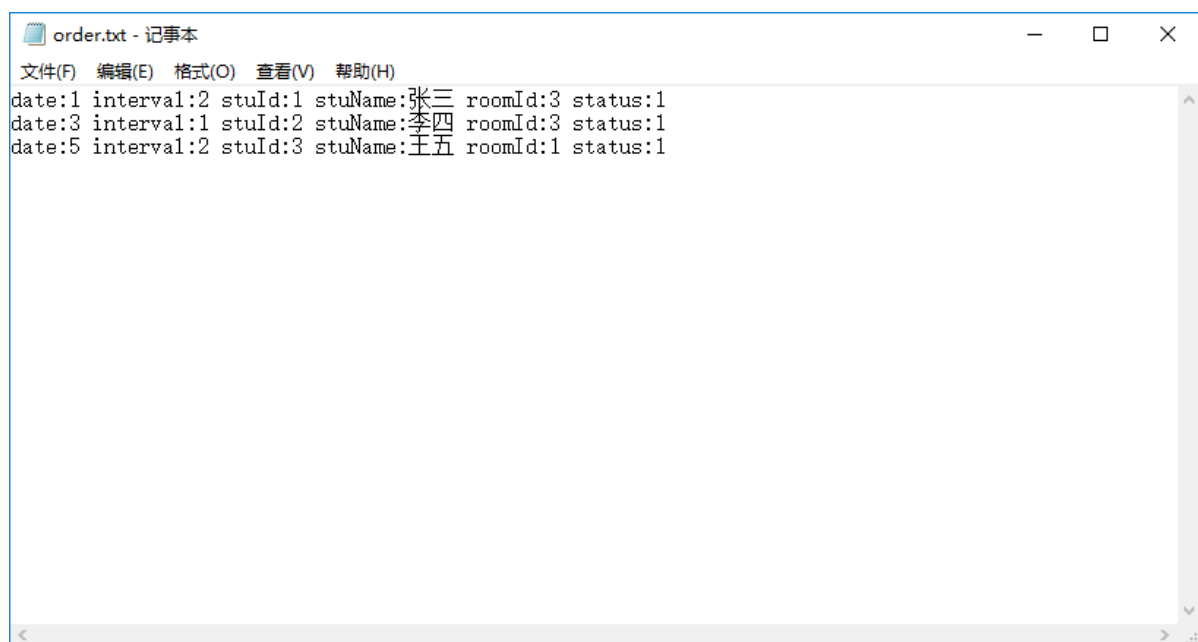 order.txt - 记事本
文件(F) 编辑(E) 格式(O) 查看(V) 帮助(H)
date:1 interval:2 stuId:1 stuName:张三 roomId:3 status:1
date:3 interval:1 stuId:2 stuName:李四 roomId:3 status:1
date:5 interval:2 stuId:3 stuName:王五 roomId:1 status:1